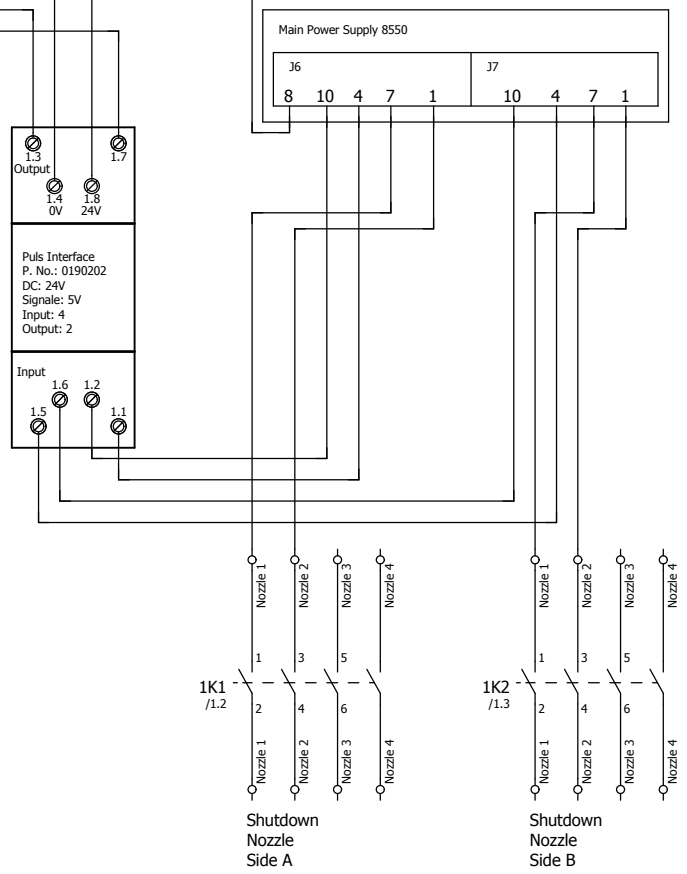 Main Power Supply 8550
J6 J7
8 10 4 7 1 10 4 7 1
1.3 1.7
Output
1.4 1.8
0V 24V
Puls Interface
P. No.: 0190202
DC: 24V
Signale: 5V
Input: 4
Output: 2
Input
1.6 1.2
1.5 1.1
Nozzle 1 Nozzle 2 Nozzle 3 Nozzle 4 Nozzle 1 Nozzle 2 Nozzle 3 Nozzle 4
1 3 5 1 3 5
1K1 1K2
/1.2 /1.3
2 4 6 2 4 6
Nozzle 1 Nozzle 2 Nozzle 3 Nozzle 4 Nozzle 1 Nozzle 2 Nozzle 3 Nozzle 4
Shutdown
Nozzle
Side A
Shutdown
Nozzle
Side B